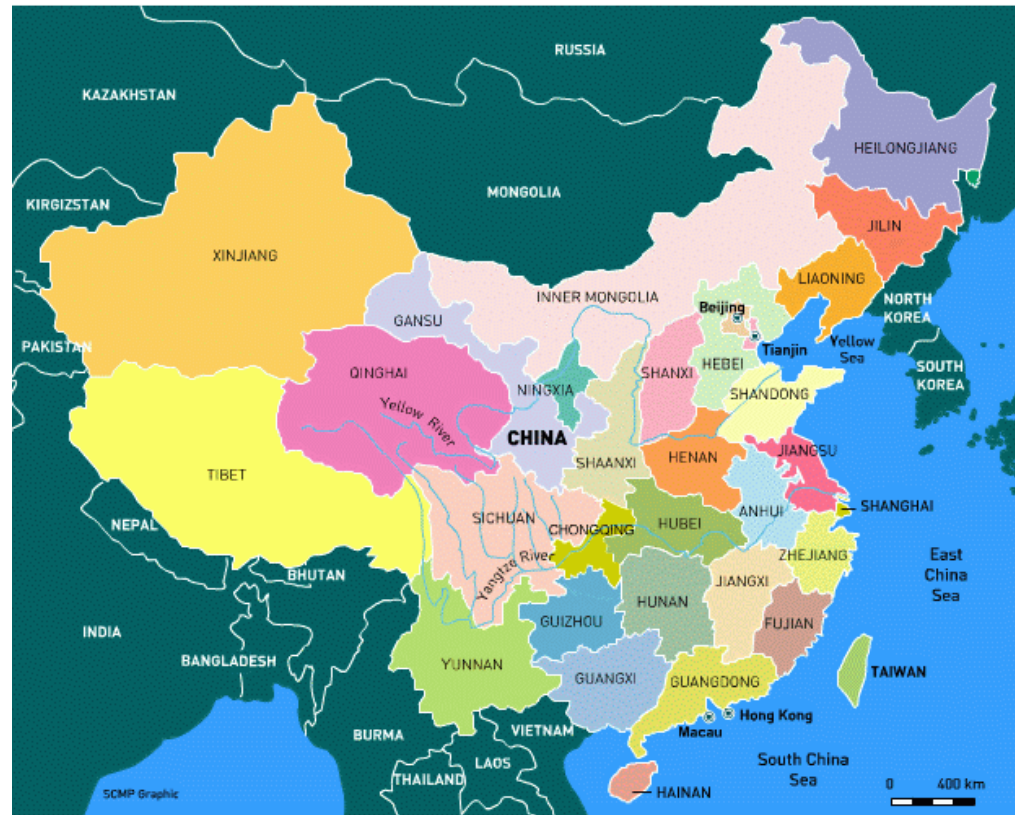 RUSSIA
KAZAKHSTAN
HEILONGJIANG
MONGOLIA
KIRGIZSTAN
JILIN
XINJIANG
LIAONING
INNER MONGOLIA
NORTH
KOREA
Beijing
GANSU
Yellow
Sea
Tianjin
PAKISTAN
HEBEI
SOUTH
KOREA
QINGHAI
SHANXI
NINGXIA
SHANDONG
Yellow River
CHINA
JIANGSU
HENAN
SHAANXI
TIBET
SHANGHAI
ANHUI
SICHUAN
HUBEI
CHONGQING
NEPAL
ZHEJIANG
East
China
Sea
Yangtze River
BHUTAN
JIANGXI
HUNAN
GUIZHOU
FUJIAN
INDIA
BANGLADESH
YUNNAN
TAIWAN
GUANGXI
GUANGDONG
Hong Kong
VIETNAM
Macau
BURMA
South China
Sea
LAOS
THAILAND
0 400 km
HAINAN
SCMP Graphic